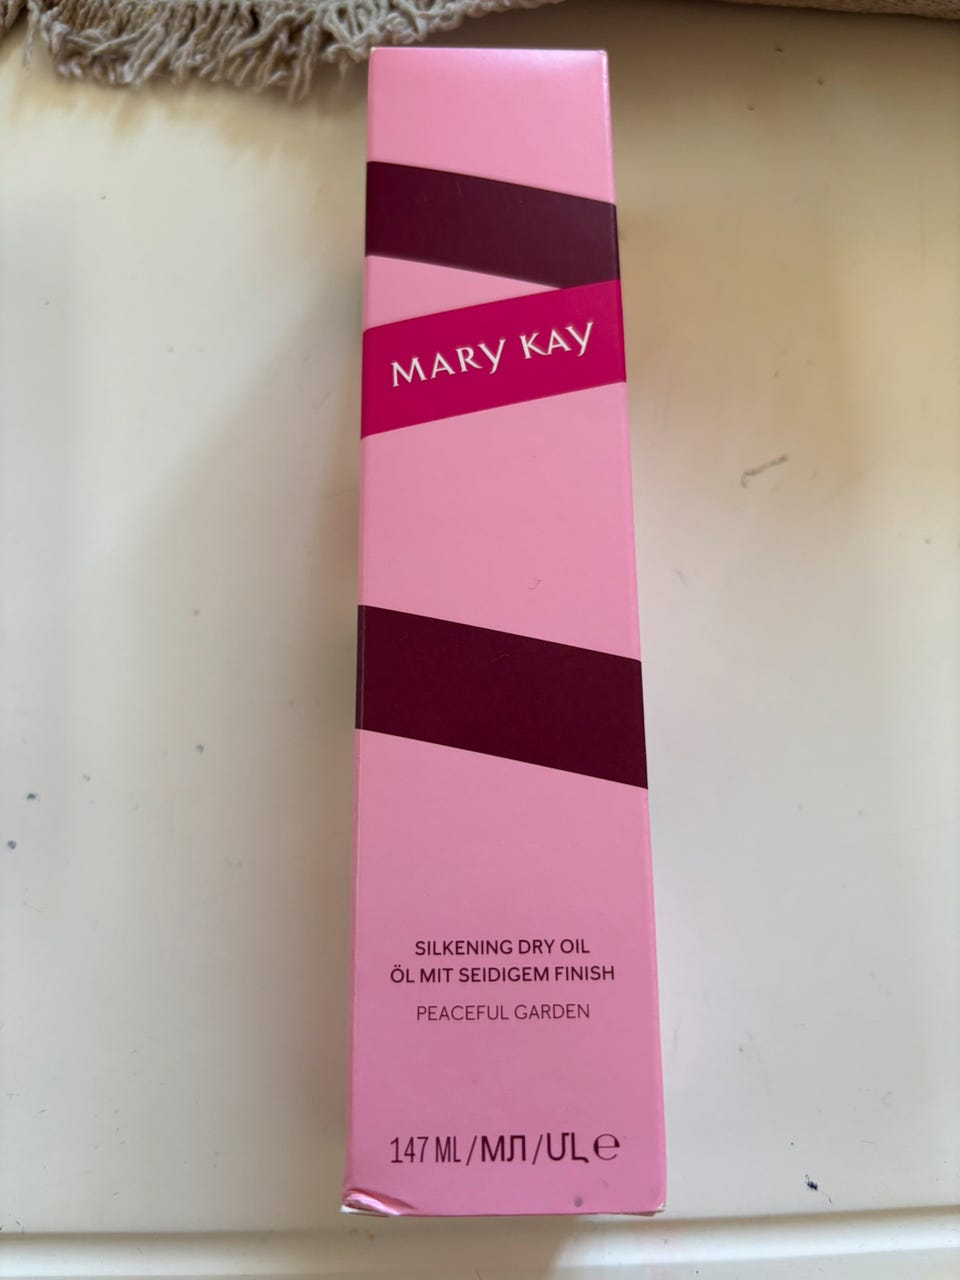 MARY KAY
SILKENING DRY OIL
ÖL MIT SEIDIGEM FINISH
PEACEFUL GARDEN
147 ML/МЛ/ՄԼ ℮